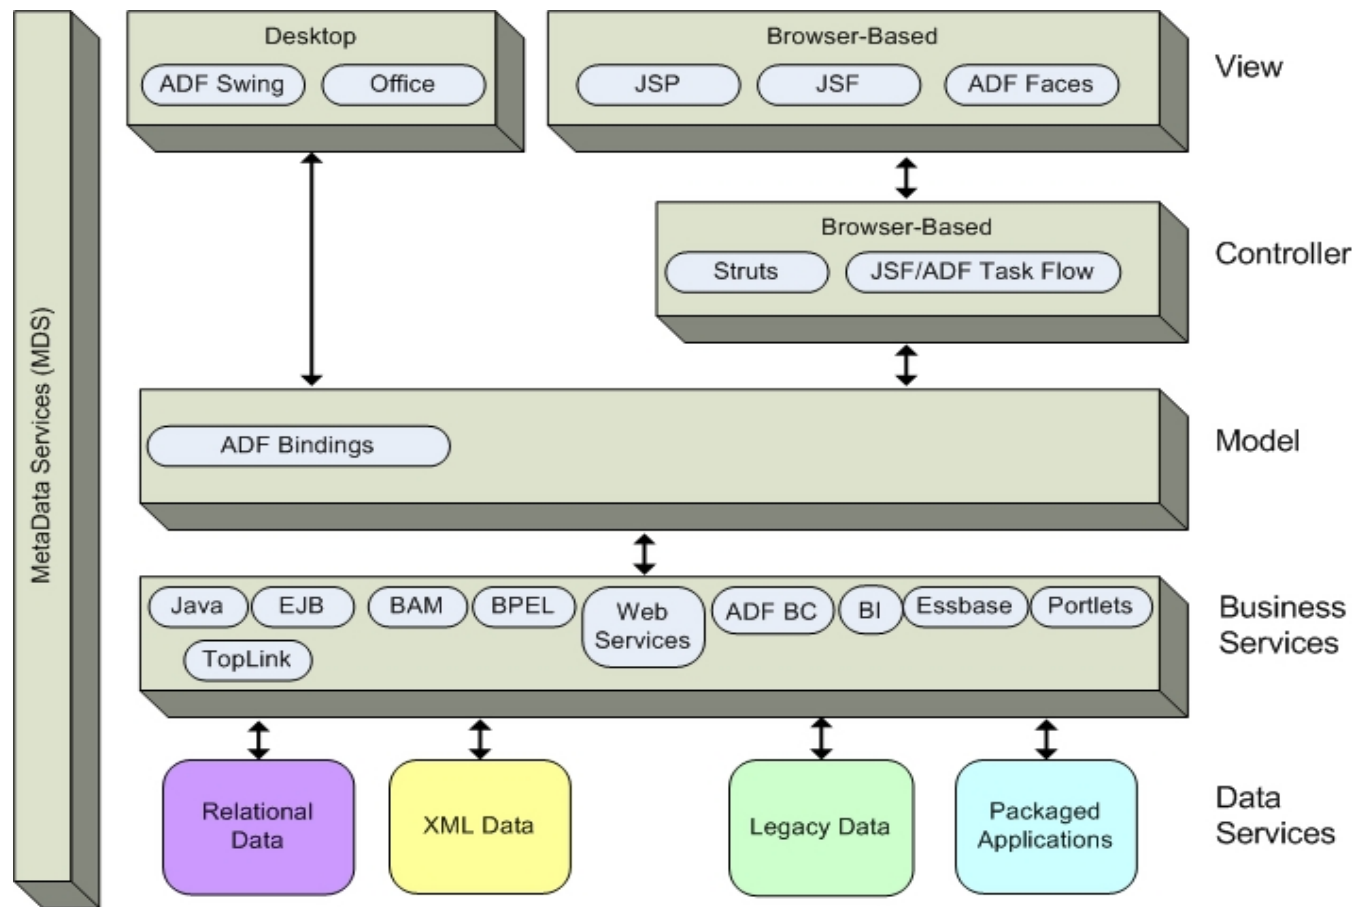 MetaData Services (MDS)
Desktop
ADF Swing
Office
Browser-Based
JSP
JSF
ADF Faces
View
Browser-Based
Struts
JSF/ADF Task Flow
Controller
ADF Bindings
Model
Java
EJB
BAM
BPEL
Web
Services
ADF BC
BI
Essbase
Portlets
TopLink
Business
Services
Relational
Data
XML Data
Legacy Data
Packaged
Applications
Data
Services